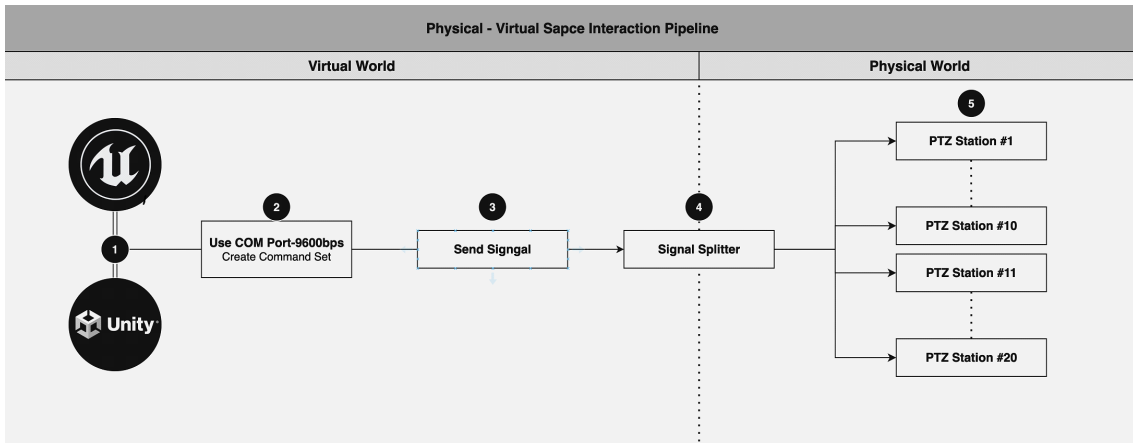 Physical - Virtual Sapce Interaction Pipeline
Virtual World
Physical World
5
PTZ Station #1
2
3
4
PTZ Station #10
1
Use COM Port-9600bps
Create Command Set
Send Signgal
Signal Splitter
PTZ Station #11
Unity
PTZ Station #20